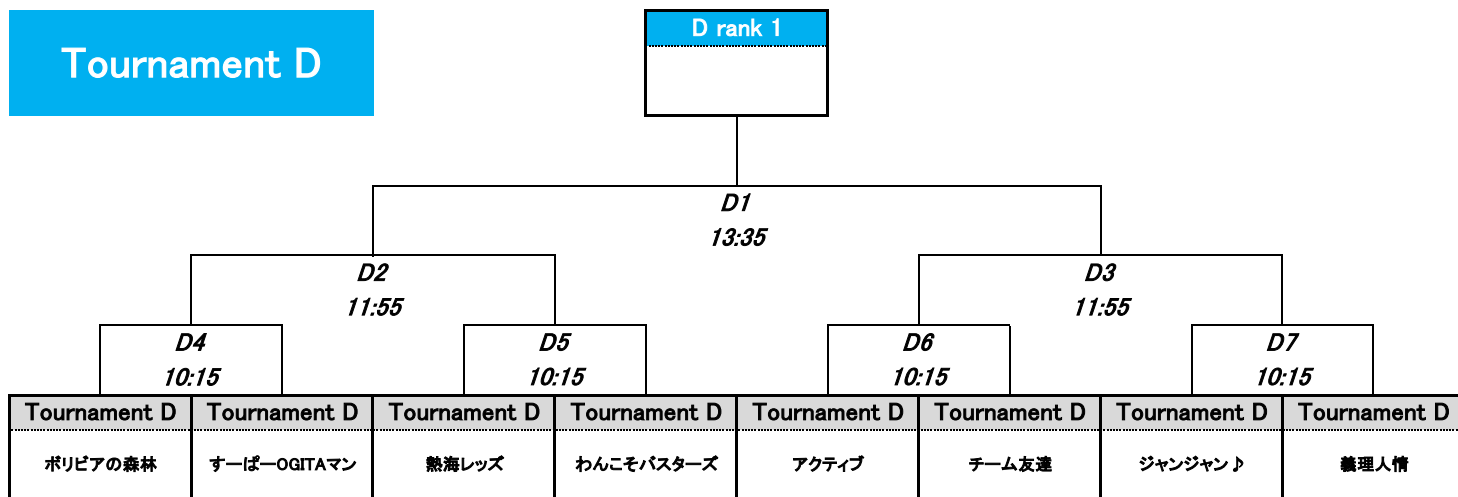 Tournament D
D rank 1
D1
13:35
D2
11:55
D3
11:55
D4
10:15
D5
10:15
D6
10:15
D7
10:15
Tournament D Tournament D Tournament D Tournament D Tournament D Tournament D Tournament D Tournament D
ボリビアの森林 すーぱーOGITAマン 熱海レッズ わんこそバスターズ アクティブ チーム友達 ジャンジャン♪ 義理人情